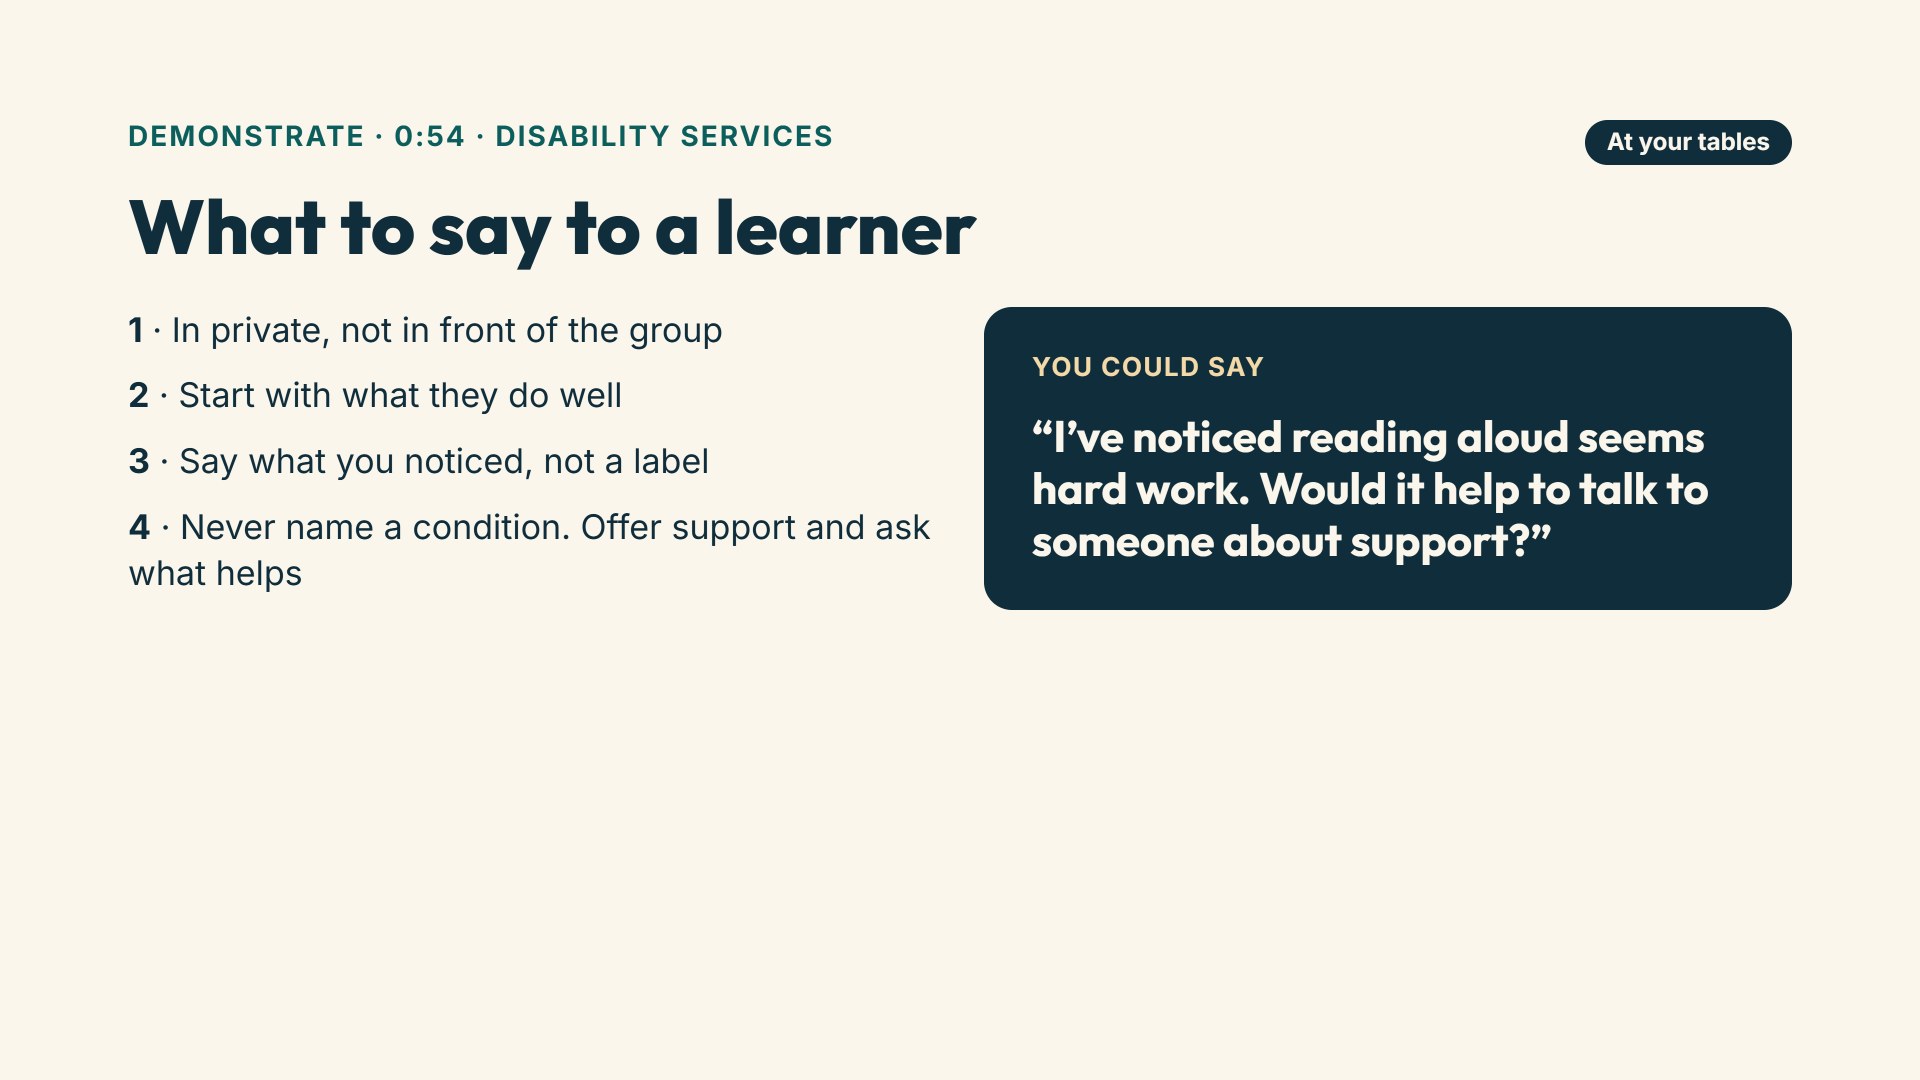 DEMONSTRATE · 0:54 · DISABILITY SERVICES
At your tables
What to say to a learner
1 · In private, not in front of the group
2 · Start with what they do well
3 · Say what you noticed, not a label
4 · Never name a condition. Offer support and ask
what helps
YOU COULD SAY
“I’ve noticed reading aloud seems
hard work. Would it help to talk to
someone about support?”